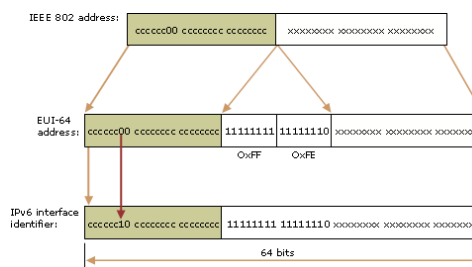 IEEE 802 address: cccccc00 cccccccc cccccccc xxxxxxxx xxxxxxxx xxxxxxxx
EUI-64 address: cccccc00 cccccccc cccccccc 11111111 11111110 xxxxxxxx xxxxxxxx xxxxxxxx
0xFF 0xFE
IPv6 interface identifier: cccccc10 cccccccc cccccccc 11111111 11111110 xxxxxxxx xxxxxxxx xxxxxxxx
64 bits